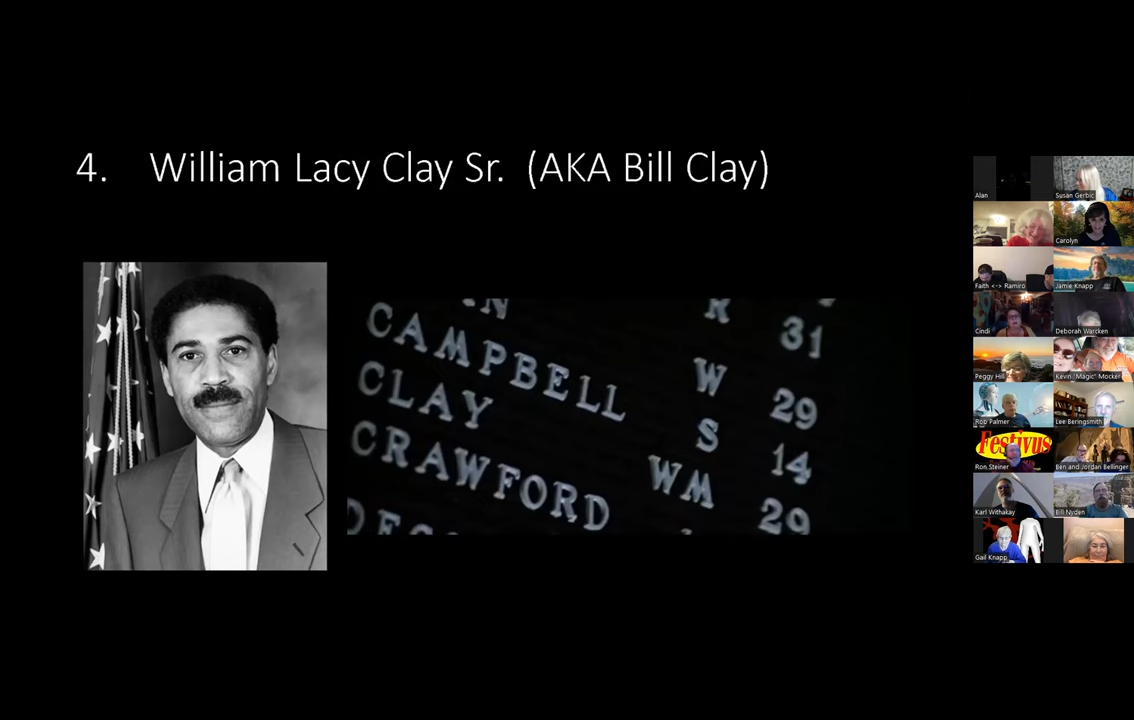 4. William Lacy Clay Sr. (AKA Bill Clay)
N R 31
CAMPBELL W 29
CLAY S 14
CRAWFORD WM 29
Alan
Susan Gerbic
Carolyn
Faith <-> Ramiro
Jamie Knapp
Cindi
Deborah Warcken
Peggy Hill
Kevin "Magic" Mocker
Rob Palmer
Lee Beringsmith
Festivus
Ron Steiner
Ben and Jordan Bellinger
Karl Withakay
Bill Nyden
Gail Knapp